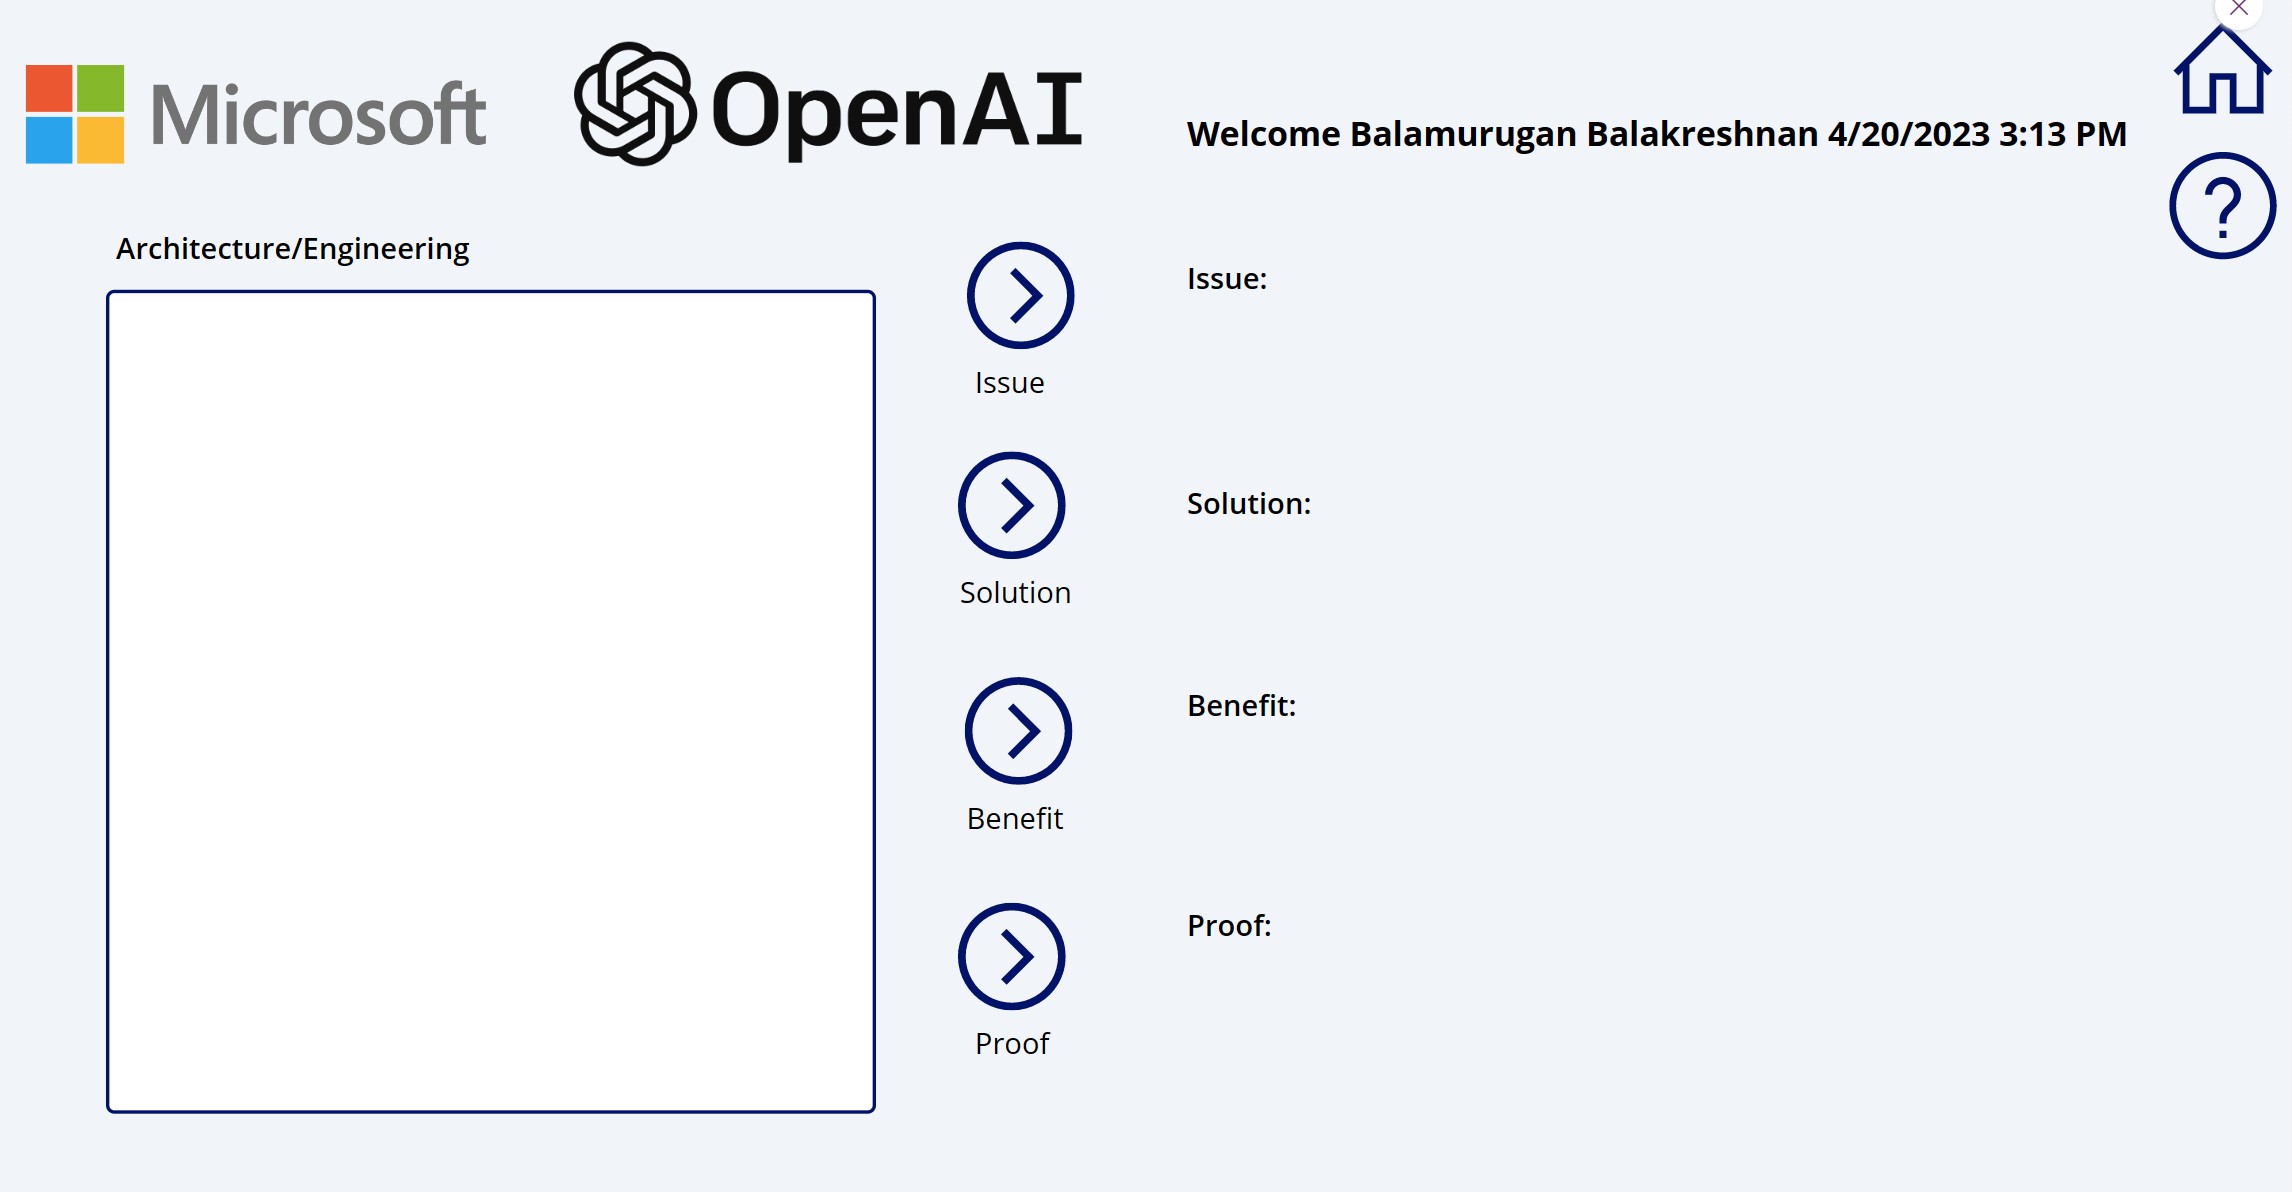 Microsoft
OpenAI
Welcome Balamurugan Balakreshnan 4/20/2023 3:13 PM
Architecture/Engineering
Issue
Issue:
Solution
Solution:
Benefit
Benefit:
Proof
Proof: